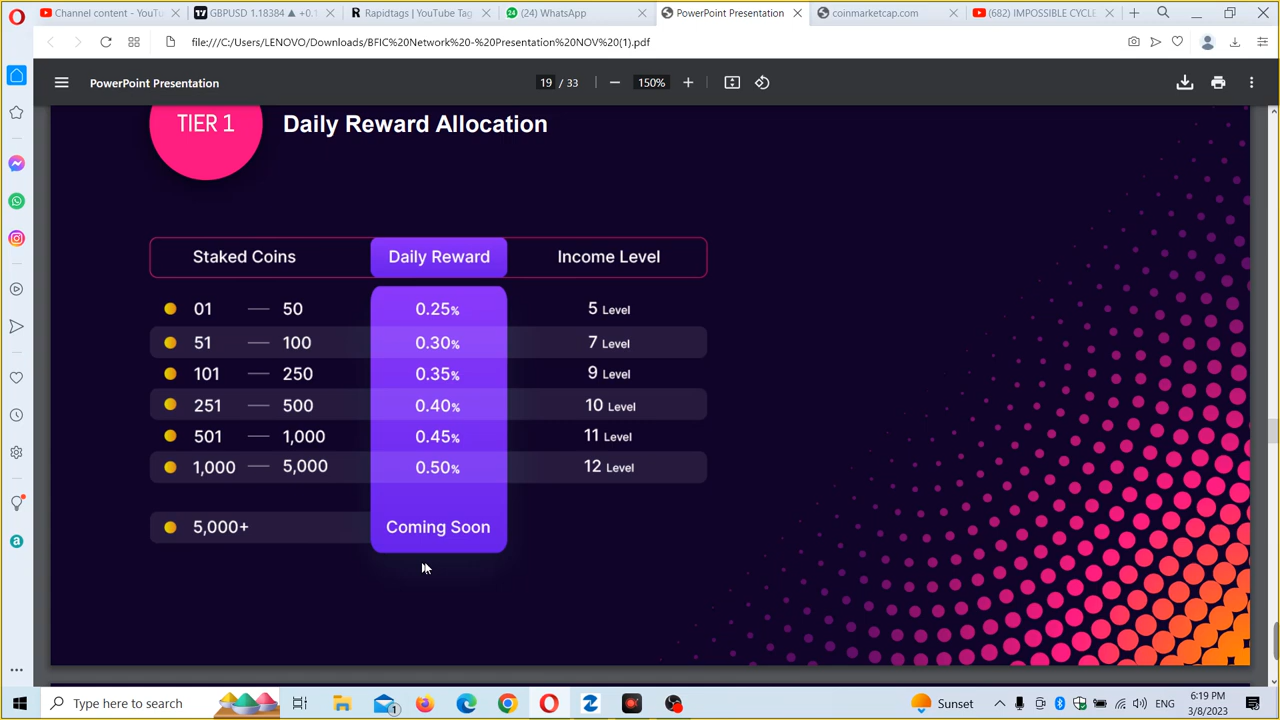 Channel content - YouTu
GBPUSD 1.18384 ▲ +0.1
Rapidtags | YouTube Tag
(24) WhatsApp
PowerPoint Presentation
coinmarketcap.com
(682) IMPOSSIBLE CYCLE
file:///C:/Users/LENOVO/Downloads/BFIC%20Network%20-%20Presentation%20NOV%20(1).pdf
PowerPoint Presentation
19 / 33
150%
TIER 1
Daily Reward Allocation
Staked Coins Daily Reward Income Level
01 — 50 0.25% 5 Level
51 — 100 0.30% 7 Level
101 — 250 0.35% 9 Level
251 — 500 0.40% 10 Level
501 — 1,000 0.45% 11 Level
1,000 — 5,000 0.50% 12 Level
5,000+ Coming Soon
Type here to search
Sunset
ENG
6:19 PM
3/8/2023